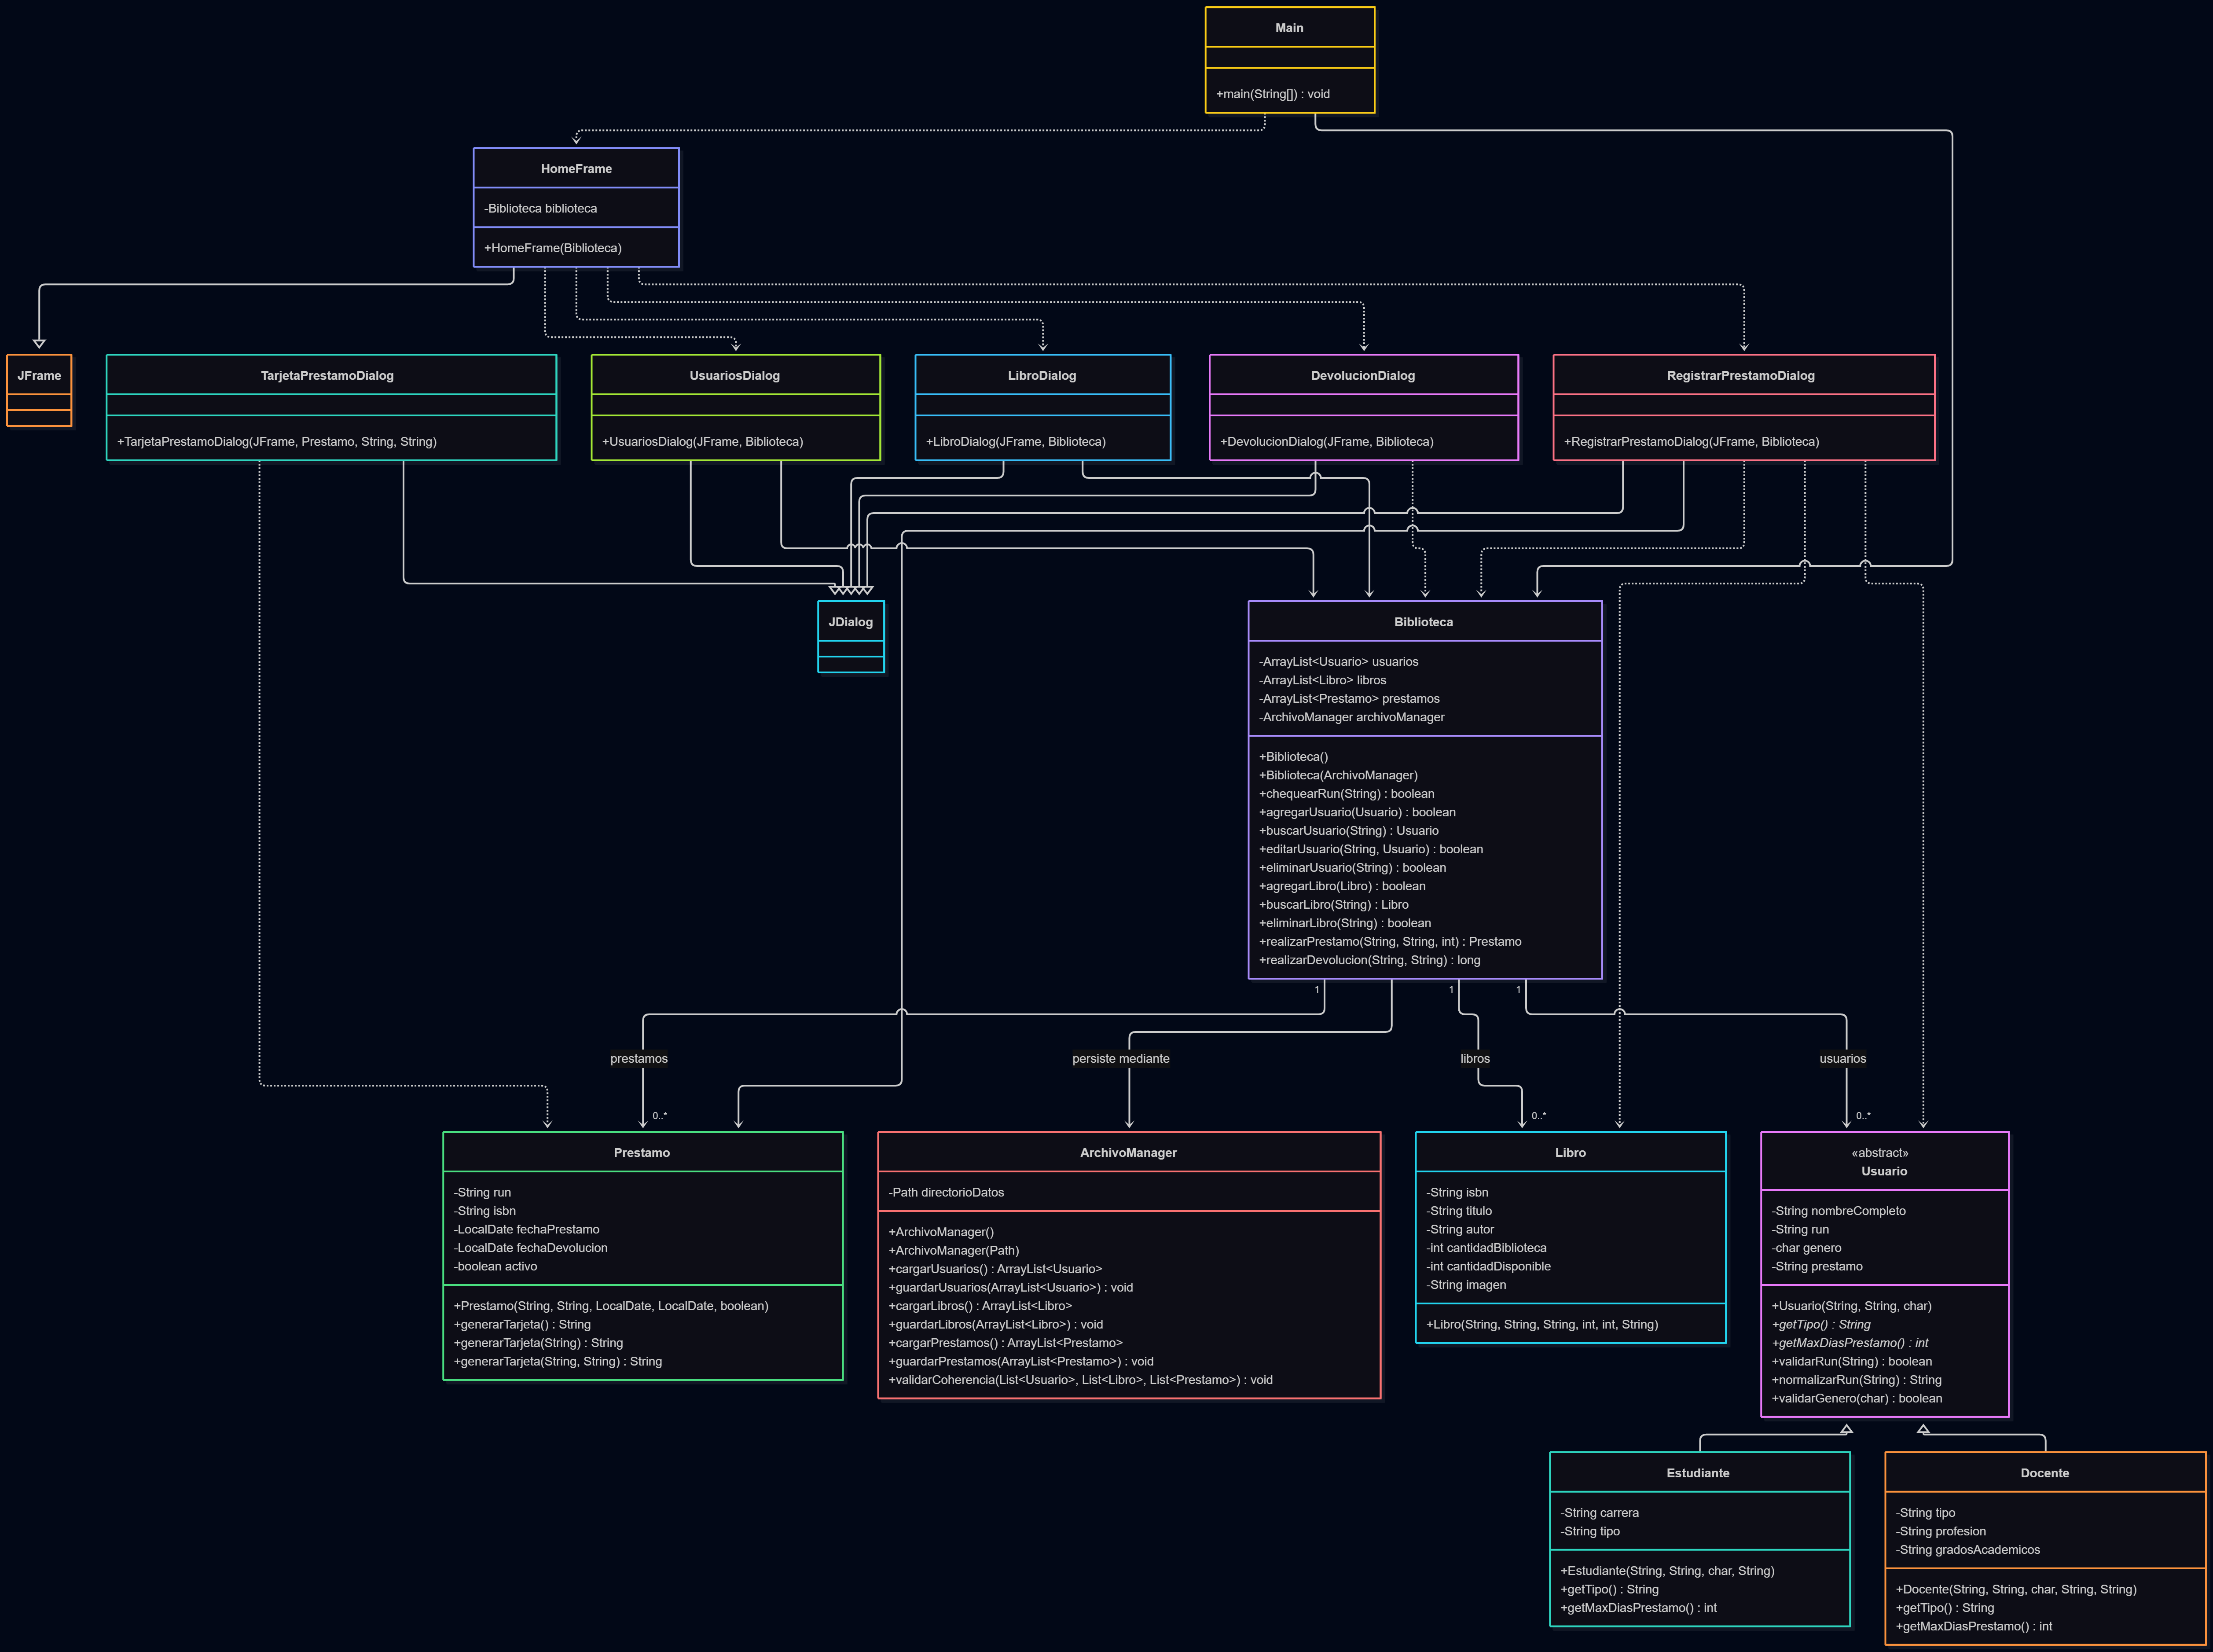 Main
+main(String[]) : void
HomeFrame
-Biblioteca biblioteca
+HomeFrame(Biblioteca)
JFrame
TarjetaPrestamoDialog
+TarjetaPrestamoDialog(JFrame, Prestamo, String, String)
UsuariosDialog
+UsuariosDialog(JFrame, Biblioteca)
LibroDialog
+LibroDialog(JFrame, Biblioteca)
DevolucionDialog
+DevolucionDialog(JFrame, Biblioteca)
RegistrarPrestamoDialog
+RegistrarPrestamoDialog(JFrame, Biblioteca)
JDialog
Biblioteca
-ArrayList<Usuario> usuarios
-ArrayList<Libro> libros
-ArrayList<Prestamo> prestamos
-ArchivoManager archivoManager
+Biblioteca()
+Biblioteca(ArchivoManager)
+chequearRun(String) : boolean
+agregarUsuario(Usuario) : boolean
+buscarUsuario(String) : Usuario
+editarUsuario(String, Usuario) : boolean
+eliminarUsuario(String) : boolean
+agregarLibro(Libro) : boolean
+buscarLibro(String) : Libro
+eliminarLibro(String) : boolean
+realizarPrestamo(String, String, int) : Prestamo
+realizarDevolucion(String, String) : long
1
1
1
prestamos
persiste mediante
libros
usuarios
0..*
0..*
0..*
Prestamo
-String run
-String isbn
-LocalDate fechaPrestamo
-LocalDate fechaDevolucion
-boolean activo
+Prestamo(String, String, LocalDate, LocalDate, boolean)
+generarTarjeta() : String
+generarTarjeta(String) : String
+generarTarjeta(String, String) : String
ArchivoManager
-Path directorioDatos
+ArchivoManager()
+ArchivoManager(Path)
+cargarUsuarios() : ArrayList<Usuario>
+guardarUsuarios(ArrayList<Usuario>) : void
+cargarLibros() : ArrayList<Libro>
+guardarLibros(ArrayList<Libro>) : void
+cargarPrestamos() : ArrayList<Prestamo>
+guardarPrestamos(ArrayList<Prestamo>) : void
+validarCoherencia(List<Usuario>, List<Libro>, List<Prestamo>) : void
Libro
-String isbn
-String titulo
-String autor
-int cantidadBiblioteca
-int cantidadDisponible
-String imagen
+Libro(String, String, String, int, int, String)
«abstract»
Usuario
-String nombreCompleto
-String run
-char genero
-String prestamo
+Usuario(String, String, char)
+getTipo() : String
+getMaxDiasPrestamo() : int
+validarRun(String) : boolean
+normalizarRun(String) : String
+validarGenero(char) : boolean
Estudiante
-String carrera
-String tipo
+Estudiante(String, String, char, String)
+getTipo() : String
+getMaxDiasPrestamo() : int
Docente
-String tipo
-String profesion
-String gradosAcademicos
+Docente(String, String, char, String, String)
+getTipo() : String
+getMaxDiasPrestamo() : int